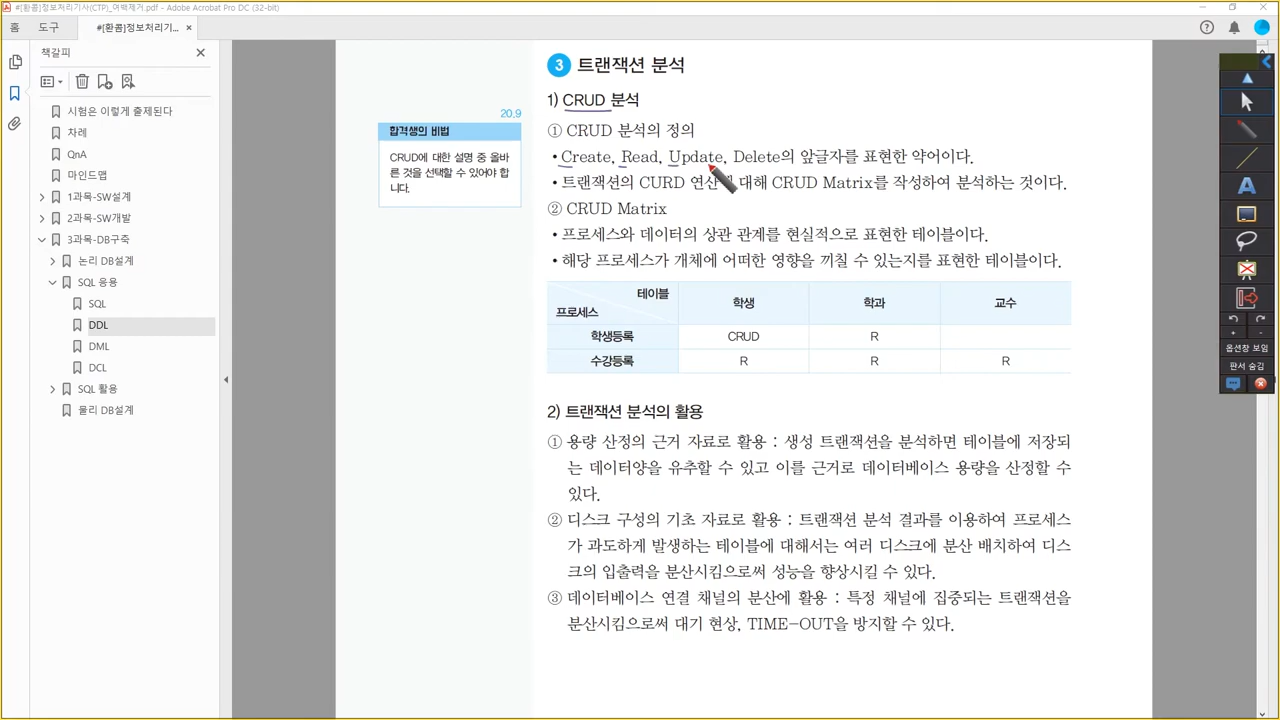 #[환콤]정보처리기사(CTP)_여백제거.pdf - Adobe Acrobat Pro DC (32-bit)
홈 도구 #[환콤]정보처리기... ×
책갈피
시험은 이렇게 출제된다
차례
QnA
마인드맵
1과목-SW설계
2과목-SW개발
3과목-DB구축
논리 DB설계
SQL 응용
SQL
DDL
DML
DCL
SQL 활용
물리 DB설계
20.9
합격생의 비법
CRUD에 대한 설명 중 올바
른 것을 선택할 수 있어야 합
니다.
3 트랜잭션 분석
1) CRUD 분석
① CRUD 분석의 정의
• Create, Read, Update, Delete의 앞글자를 표현한 약어이다.
• 트랜잭션의 CURD 연산에 대해 CRUD Matrix를 작성하여 분석하는 것이다.
② CRUD Matrix
• 프로세스와 데이터의 상관 관계를 현실적으로 표현한 테이블이다.
• 해당 프로세스가 개체에 어떠한 영향을 끼칠 수 있는지를 표현한 테이블이다.
테이블
프로세스 학생 학과 교수
학생등록 CRUD R
수강등록 R R R
2) 트랜잭션 분석의 활용
① 용량 산정의 근거 자료로 활용 : 생성 트랜잭션을 분석하면 테이블에 저장되
는 데이터양을 유추할 수 있고 이를 근거로 데이터베이스 용량을 산정할 수
있다.
② 디스크 구성의 기초 자료로 활용 : 트랜잭션 분석 결과를 이용하여 프로세스
가 과도하게 발생하는 테이블에 대해서는 여러 디스크에 분산 배치하여 디스
크의 입출력을 분산시킴으로써 성능을 향상시킬 수 있다.
③ 데이터베이스 연결 채널의 분산에 활용 : 특정 채널에 집중되는 트랜잭션을
분산시킴으로써 대기 현상, TIME-OUT을 방지할 수 있다.
옵션창 보임
판서 숨김